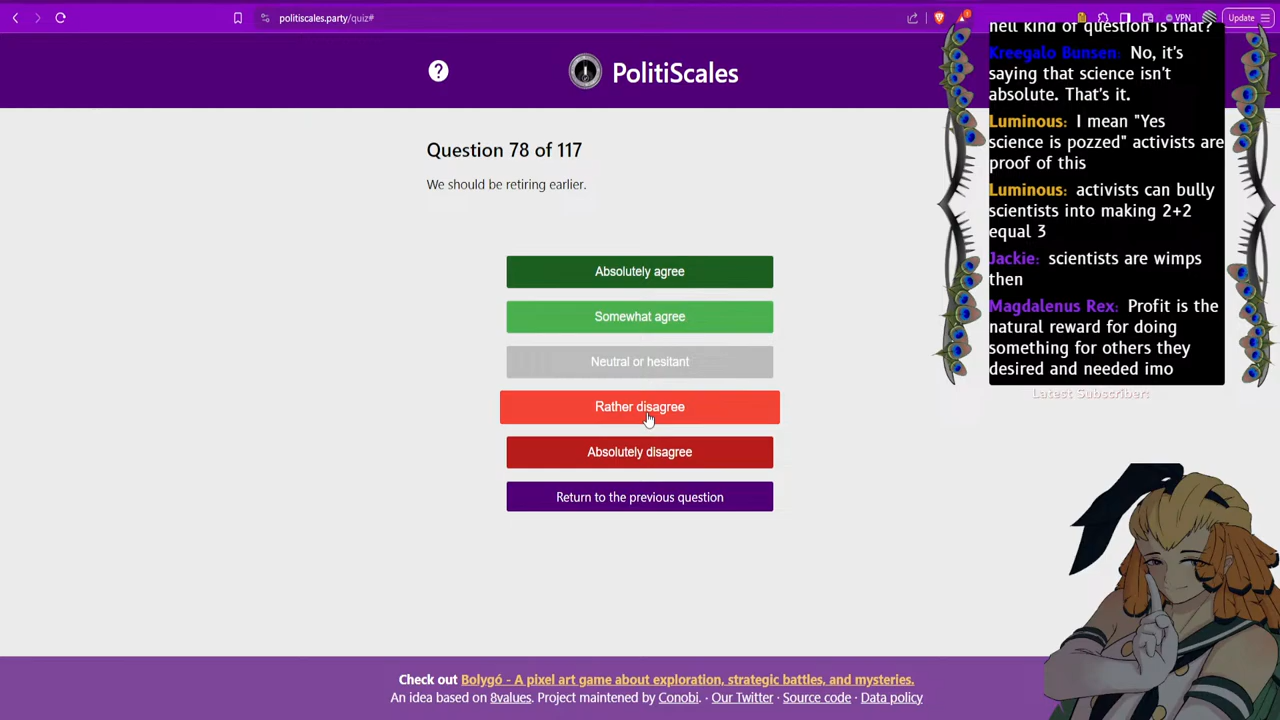 politiscales.party/quiz#
VPN
Update
PolitiScales
Question 78 of 117
We should be retiring earlier.
Absolutely agree
Somewhat agree
Neutral or hesitant
Rather disagree
Absolutely disagree
Return to the previous question
hell kind of question is that?
Kreegalo Bunsen: No, it's
saying that science isn't
absolute. That's it.
Luminous: I mean "Yes
science is pozzed" activists are
proof of this
Luminous: activists can bully
scientists into making 2+2
equal 3
Jackie: scientists are wimps
then
Magdalenus Rex: Profit is the
natural reward for doing
something for others they
desired and needed imo
Latest Subscriber:
Check out Bolygó - A pixel art game about exploration, strategic battles, and mysteries.
An idea based on 8values. Project maintened by Conobi. · Our Twitter · Source code · Data policy